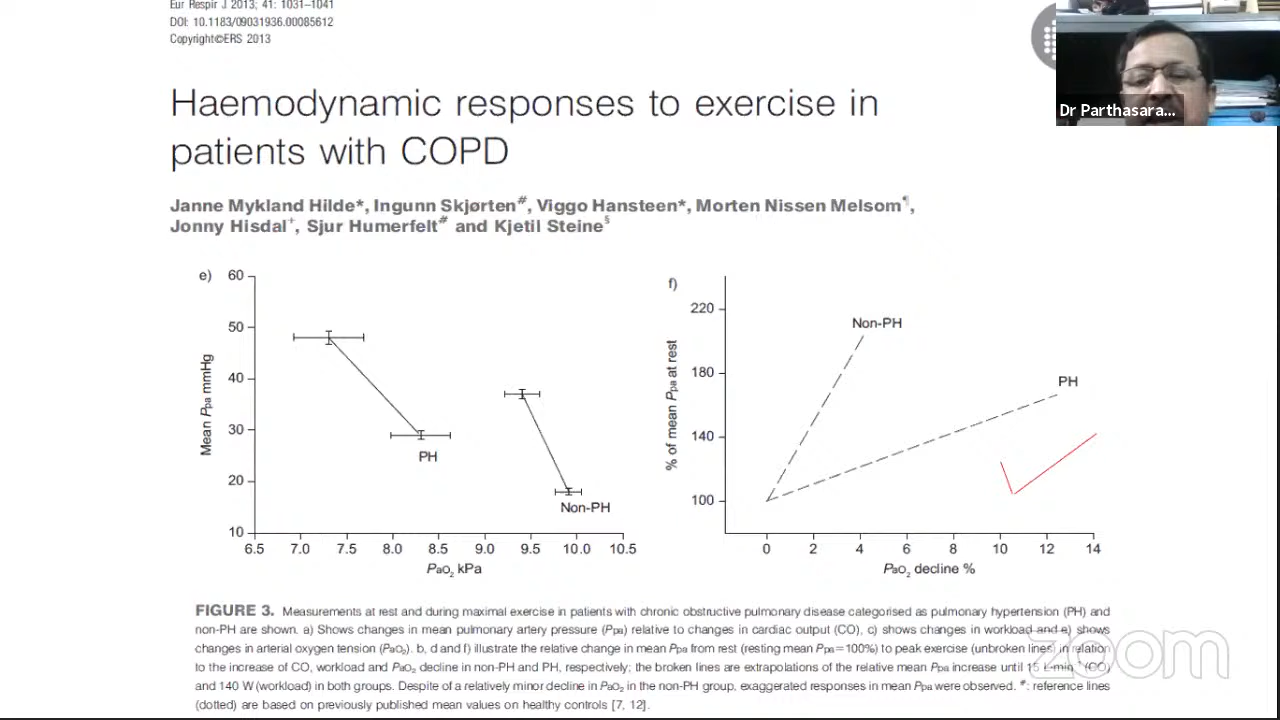 Eur Respir J 2013; 41: 1031–1041
DOI: 10.1183/09031936.00085612
Copyright©ERS 2013
Dr Parthasara...
Haemodynamic responses to exercise in
patients with COPD
Janne Mykland Hilde*, Ingunn Skjørten#, Viggo Hansteen*, Morten Nissen Melsom¶,
Jonny Hisdal+, Sjur Humerfelt# and Kjetil Steine§
e)
60
50
40
30
20
10
Mean Ppa mmHg
PH
Non-PH
6.5 7.0 7.5 8.0 8.5 9.0 9.5 10.0 10.5
PaO2 kPa
f)
220
180
140
100
% of mean Ppa at rest
Non-PH
PH
0 2 4 6 8 10 12 14
PaO2 decline %
FIGURE 3. Measurements at rest and during maximal exercise in patients with chronic obstructive pulmonary disease categorised as pulmonary hypertension (PH) and
non-PH are shown. a) Shows changes in mean pulmonary artery pressure (Ppa) relative to changes in cardiac output (CO), c) shows changes in workload and e) shows
changes in arterial oxygen tension (PaO2). b, d and f) illustrate the relative change in mean Ppa from rest (resting mean Ppa=100%) to peak exercise (unbroken lines) in relation
to the increase of CO, workload and PaO2 decline in non-PH and PH, respectively; the broken lines are extrapolations of the relative mean Ppa increase until 15 L·min-1 (CO)
and 140 W (workload) in both groups. Despite of a relatively minor decline in PaO2 in the non-PH group, exaggerated responses in mean Ppa were observed. #: reference lines
(dotted) are based on previously published mean values on healthy controls [7, 12].
zoom